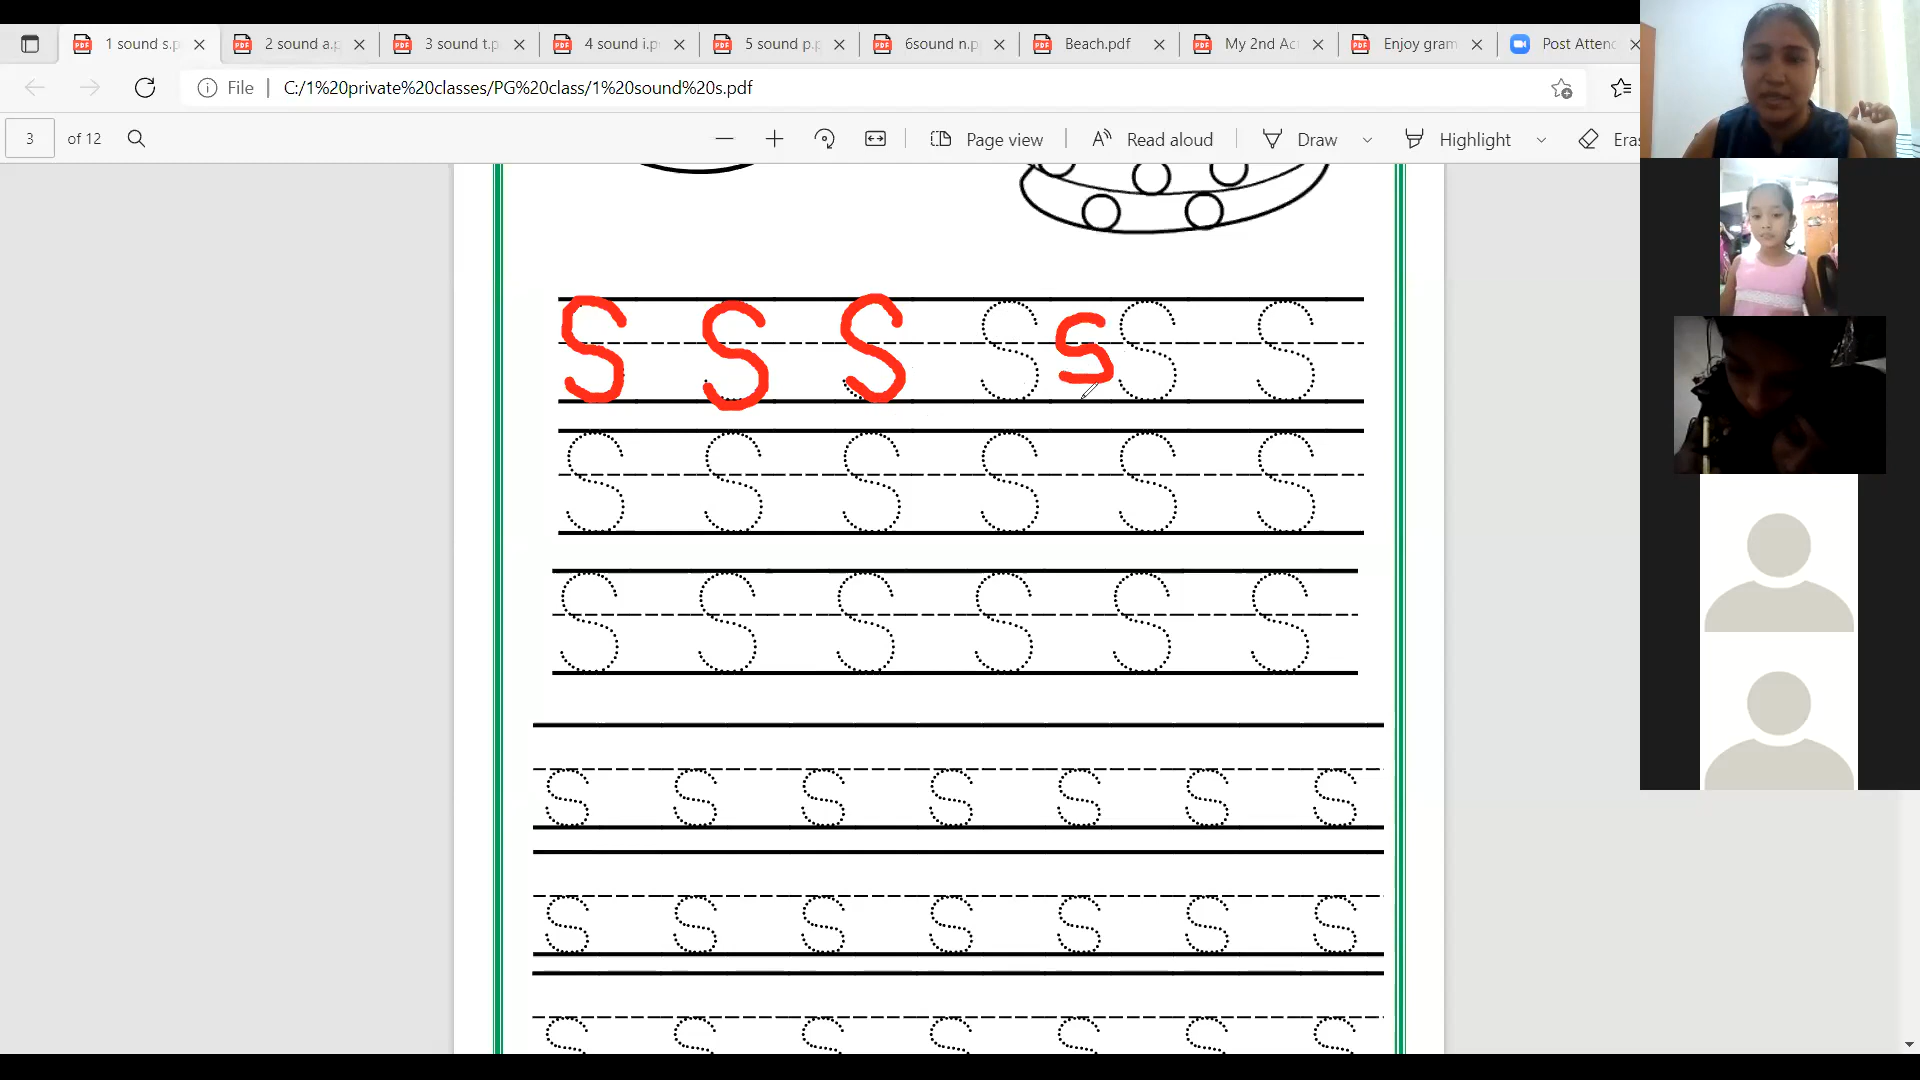 1 sound s.p
2 sound a.p
3 sound t.p
4 sound i.p
5 sound p.p
6sound n.p
Beach.pdf
My 2nd Ac
Enjoy gram
Post Atten
File
C:/1%20private%20classes/PG%20class/1%20sound%20s.pdf
3 of 12
Page view
Read aloud
Draw
Highlight
Eras
S S S S s S S
S S S S S S
S S S S S S
s s s s s s s
s s s s s s s
s s s s s s s